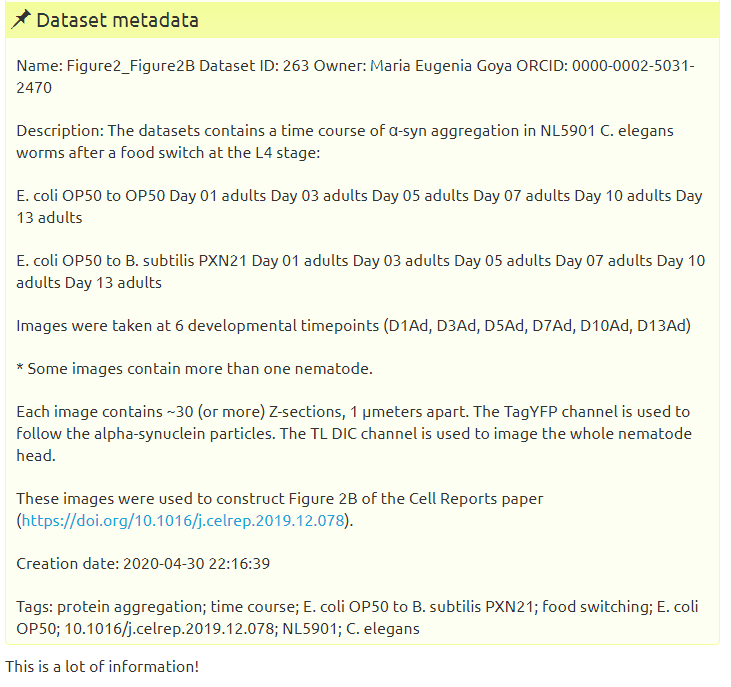 Dataset metadata
Name: Figure2_Figure2B Dataset ID: 263 Owner: Maria Eugenia Goya ORCID: 0000-0002-5031-
2470
Description: The datasets contains a time course of α-syn aggregation in NL5901 C. elegans
worms after a food switch at the L4 stage:
E. coli OP50 to OP50 Day 01 adults Day 03 adults Day 05 adults Day 07 adults Day 10 adults Day
13 adults
E. coli OP50 to B. subtilis PXN21 Day 01 adults Day 03 adults Day 05 adults Day 07 adults Day 10
adults Day 13 adults
Images were taken at 6 developmental timepoints (D1Ad, D3Ad, D5Ad, D7Ad, D10Ad, D13Ad)
* Some images contain more than one nematode.
Each image contains ~30 (or more) Z-sections, 1 μmeters apart. The TagYFP channel is used to
follow the alpha-synuclein particles. The TL DIC channel is used to image the whole nematode
head.
These images were used to construct Figure 2B of the Cell Reports paper
(https://doi.org/10.1016/j.celrep.2019.12.078).
Creation date: 2020-04-30 22:16:39
Tags: protein aggregation; time course; E. coli OP50 to B. subtilis PXN21; food switching; E. coli
OP50; 10.1016/j.celrep.2019.12.078; NL5901; C. elegans
This is a lot of information!